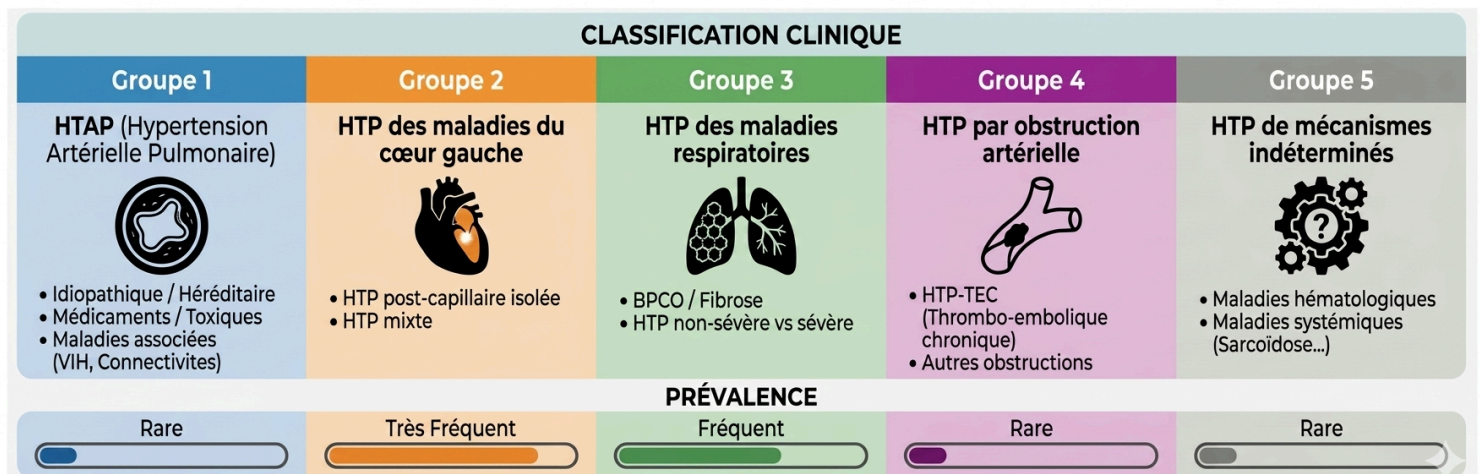 CLASSIFICATION CLINIQUE
Groupe 1
HTAP (Hypertension
Artérielle Pulmonaire)
• Idiopathique / Héréditaire
• Médicaments / Toxiques
• Maladies associées
(VIH, Connectivites)
Groupe 2
HTP des maladies du
cœur gauche
• HTP post-capillaire isolée
• HTP mixte
Groupe 3
HTP des maladies
respiratoires
• BPCO / Fibrose
• HTP non-sévère vs sévère
Groupe 4
HTP par obstruction
artérielle
• HTP-TEC
(Thrombo-embolique
chronique)
• Autres obstructions
Groupe 5
HTP de mécanismes
indéterminés
?
• Maladies hématologiques
• Maladies systémiques
(Sarcoïdose...)
PRÉVALENCE
Rare
Très Fréquent
Fréquent
Rare
Rare